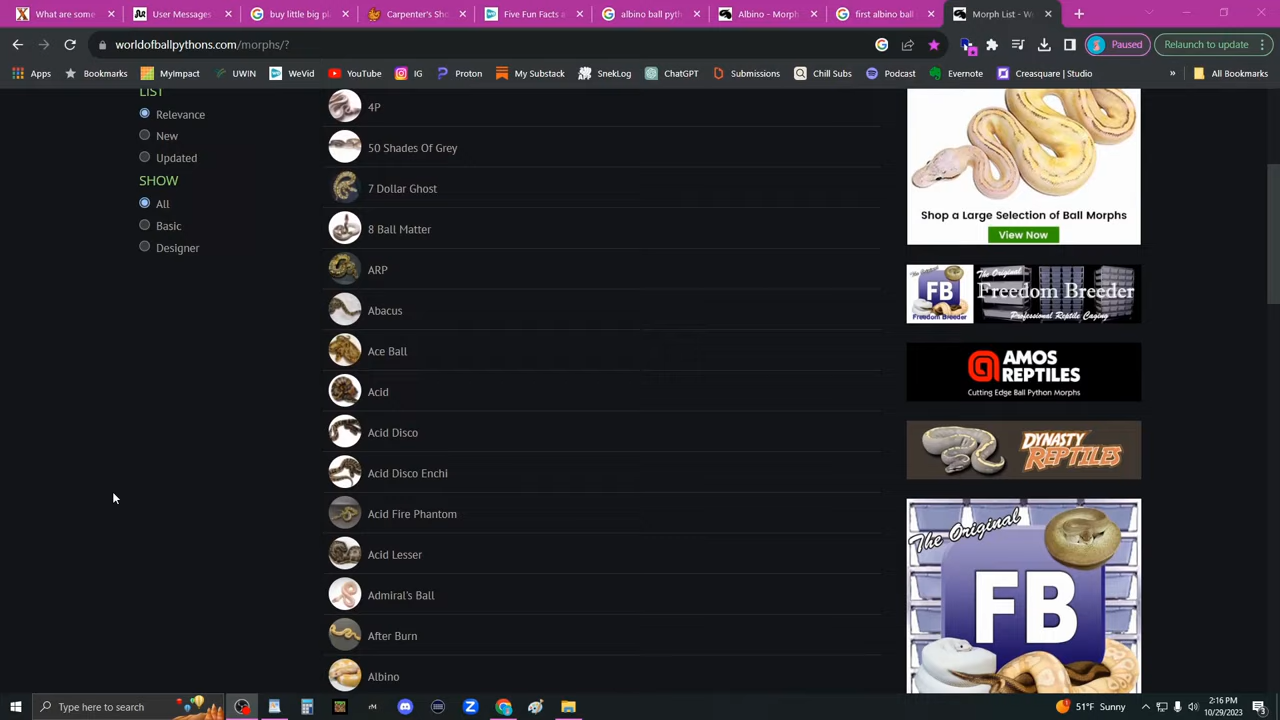 What are some
User Messages
buy little big pl
Carpenter's Sho
Five Fun Facts a
albino ball pyth
Albino - Morph
first albino ball
Morph List - W
worldofballpythons.com/morphs/?
Paused
Relaunch to update
Apps
Bookmarks
MyImpact
UWIN
Weird
YouTube
IG
Proton
My Substack
SnekLog
ChatGPT
Submissions
Chill Subs
Podcast
Evernote
Creasquare | Studio
»
All Bookmarks
LIST
Relevance
New
Updated
SHOW
All
Basic
Designer
4P
50 Shades Of Grey
7 Dollar Ghost
8 Ball Matter
ARP
Abacus
Ace Ball
Acid
Acid Disco
Acid Disco Enchi
Acid Fire Phantom
Acid Lesser
Admiral's Ball
After Burn
Albino
Shop a Large Selection of Ball Morphs
View Now
The Original
FB
Freedom Breeder
The Original
Freedom Breeder
Professional Reptile Caging
AMOS
REPTILES
Cutting Edge Ball Python Morphs
DYNASTY
REPTILES
The Original
FB
Type here to search
51°F Sunny
2:16 PM
10/29/2023